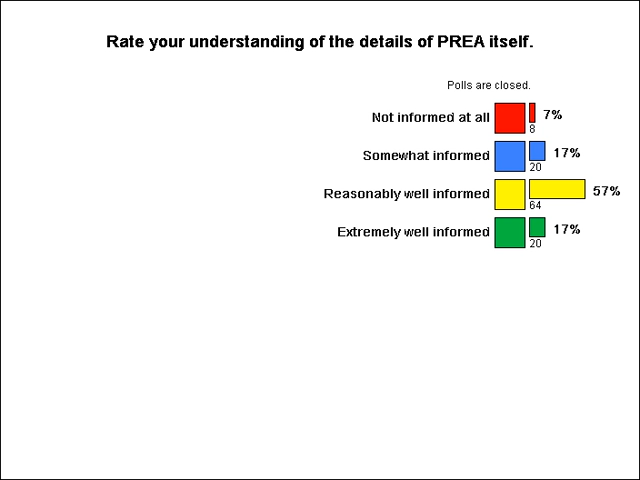 Rate your understanding of the details of PREA itself.
Polls are closed.
Not informed at all 7%
8
Somewhat informed 17%
20
Reasonably well informed 57%
64
Extremely well informed 17%
20